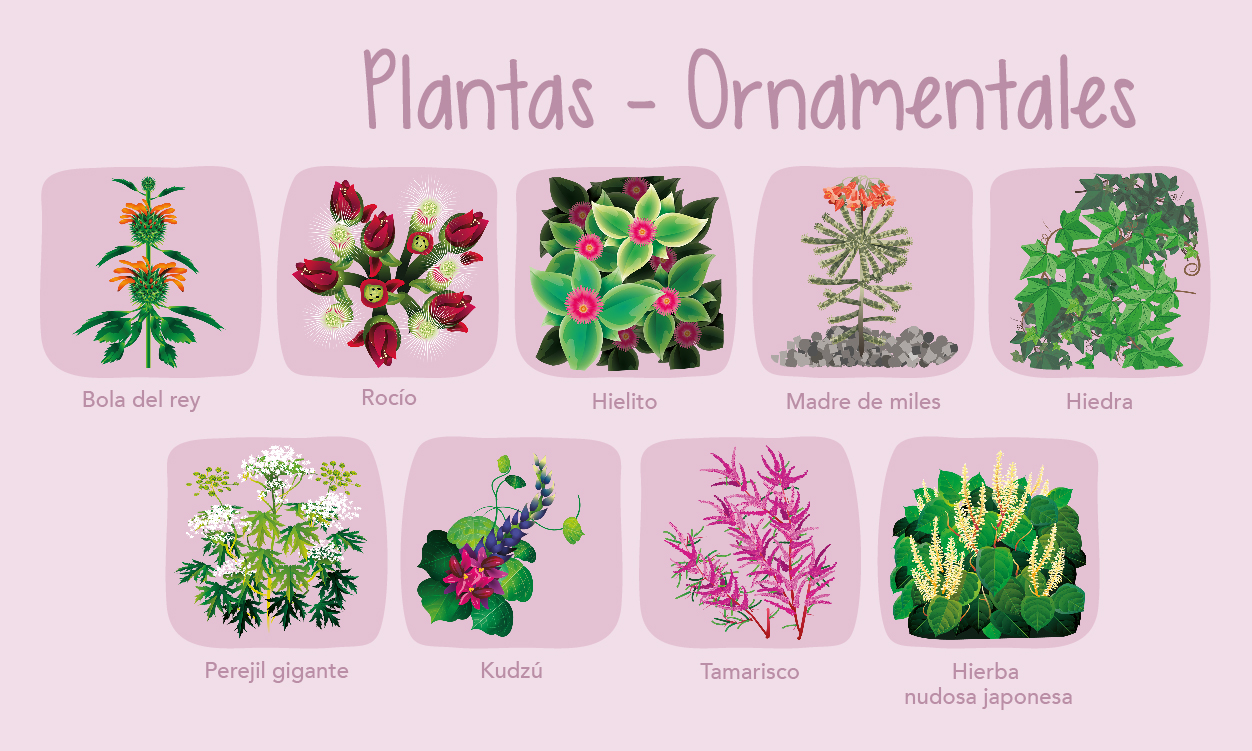 Plantas - Ornamentales
Bola del rey
Rocío
Hielito
Madre de miles
Hiedra
Perejil gigante
Kudzú
Tamarisco
Hierba
nudosa japonesa